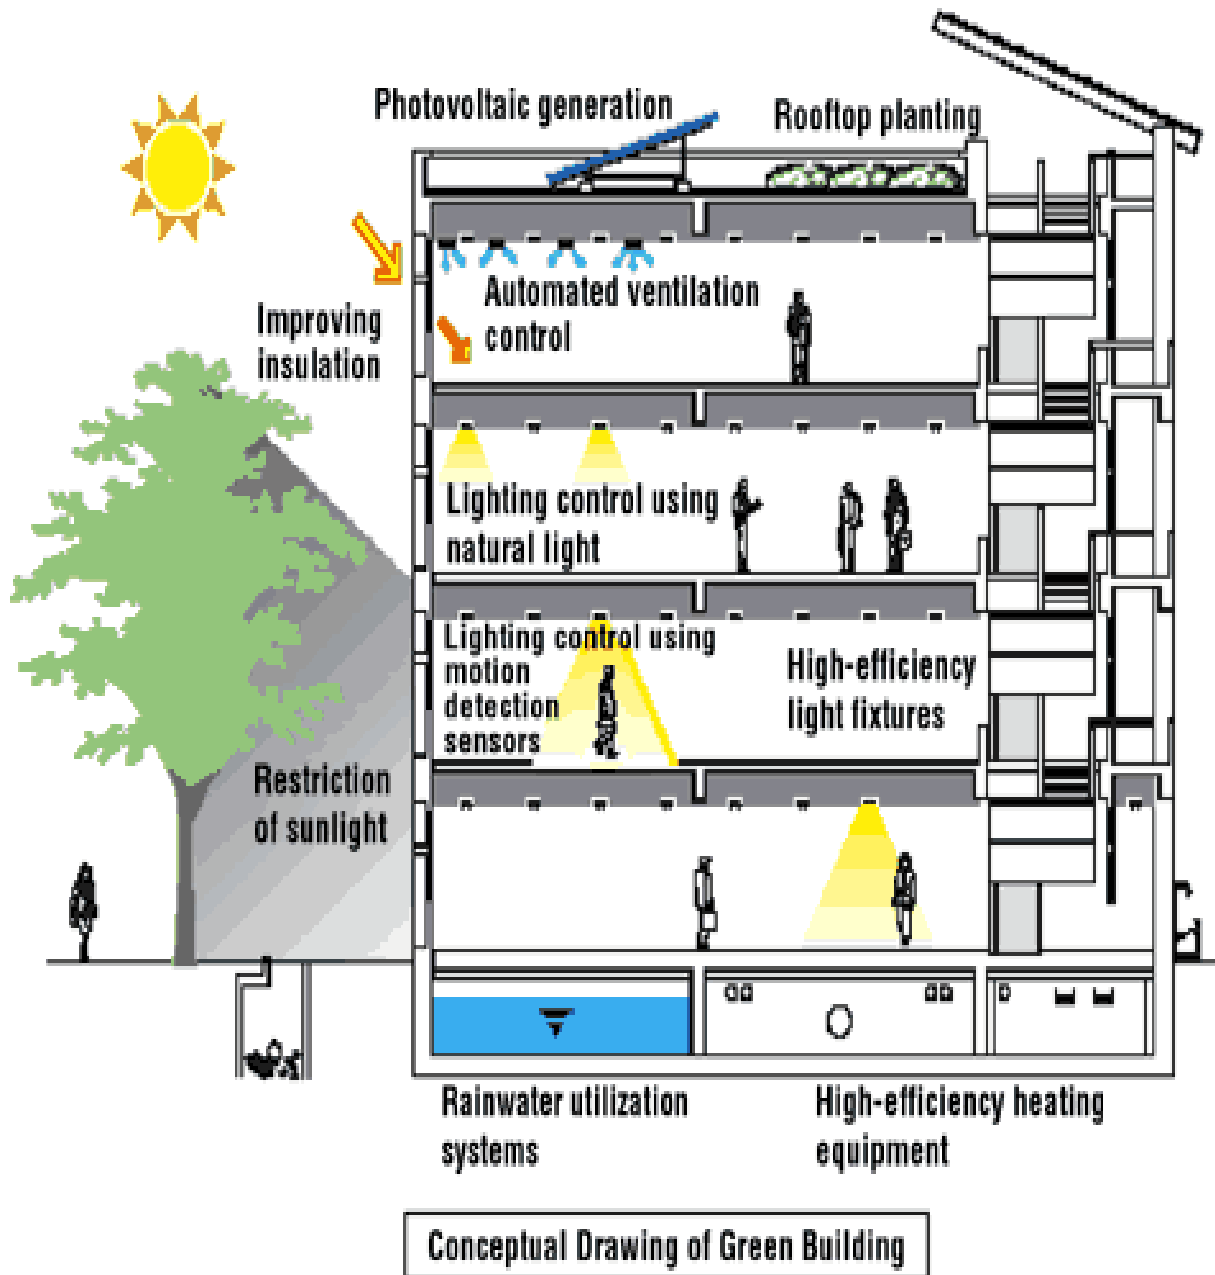 Photovoltaic generation
Rooftop planting
Improving
insulation
Automated ventilation
control
Lighting control using
natural light
Lighting control using
motion
detection
sensors
High-efficiency
light fixtures
Restriction
of sunlight
Rainwater utilization
systems
High-efficiency heating
equipment
Conceptual Drawing of Green Building